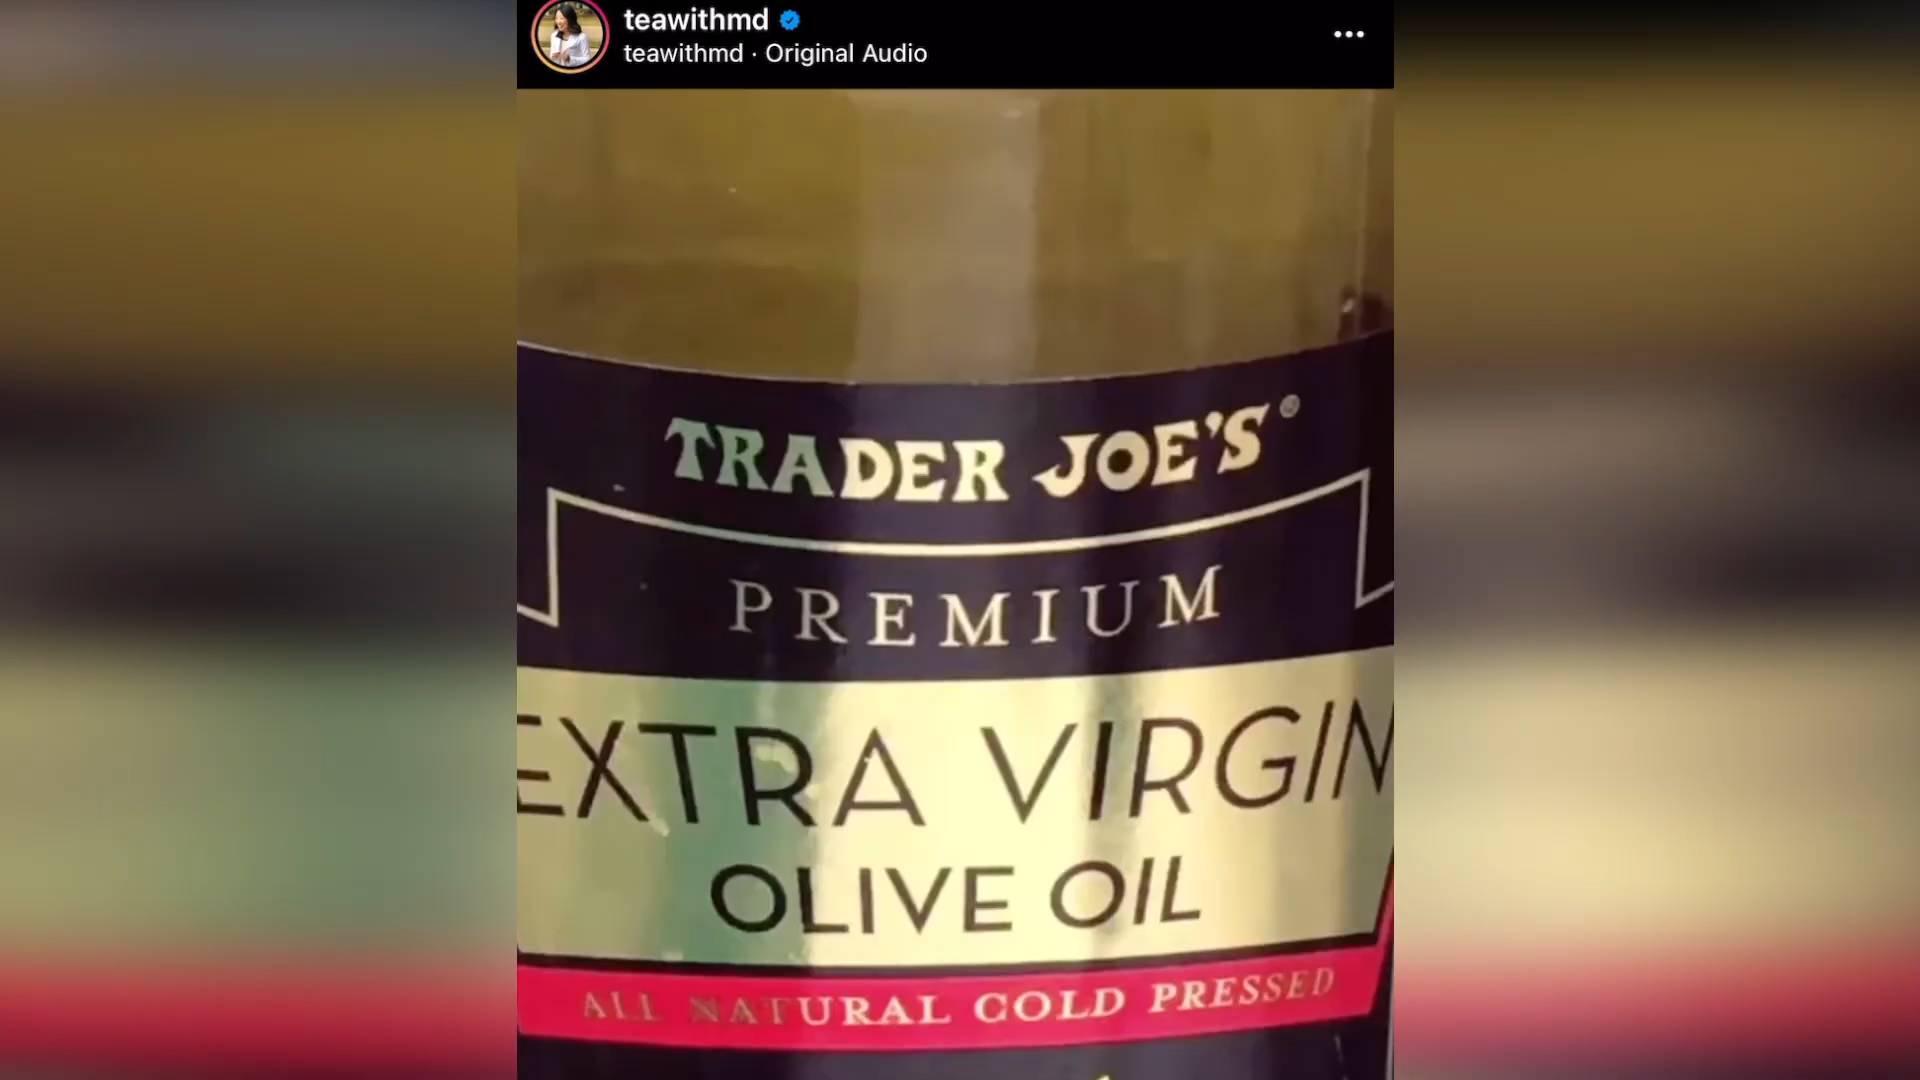 teawithmd
teawithmd · Original Audio
TRADER JOE'S®
PREMIUM
EXTRA VIRGIN
OLIVE OIL
ALL NATURAL COLD PRESSED